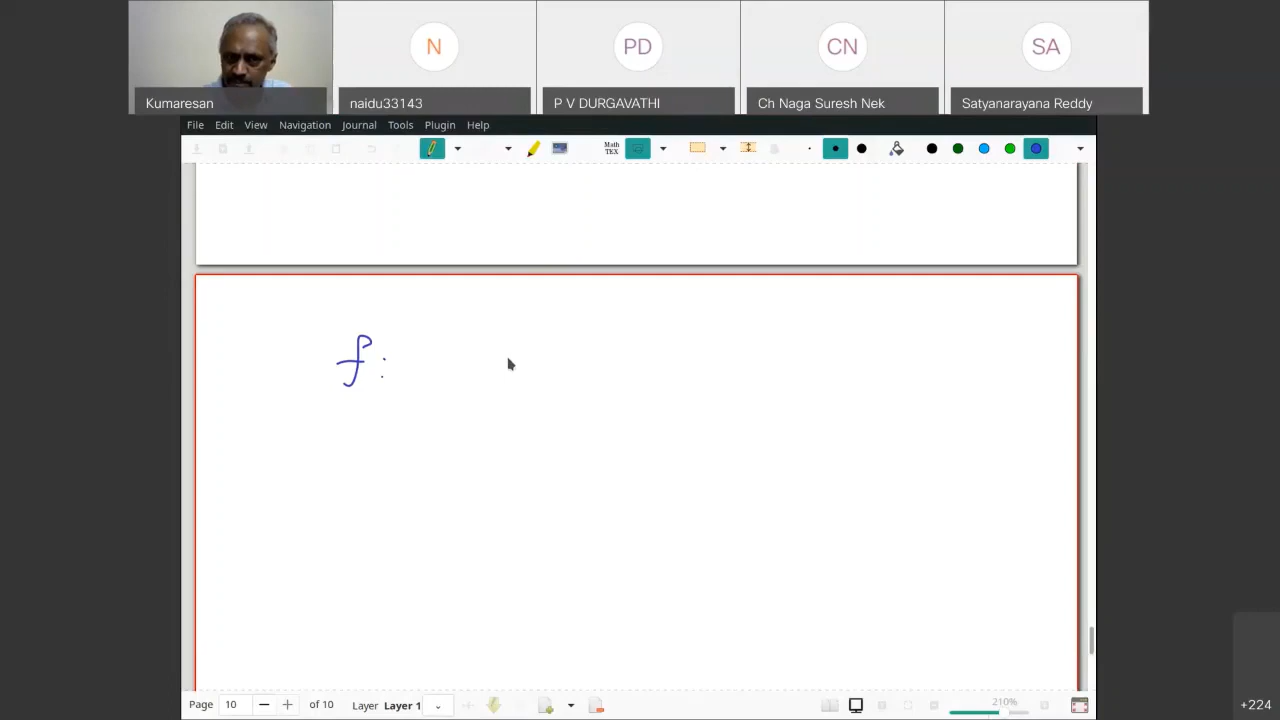 N PD CN SA
Kumaresan naidu33143 P V DURGAVATHI Ch Naga Suresh Nek Satyanarayana Reddy
File Edit View Navigation Journal Tools Plugin Help
Math TEX
f:
Page 10 of 10 Layer Layer 1 210%
+224